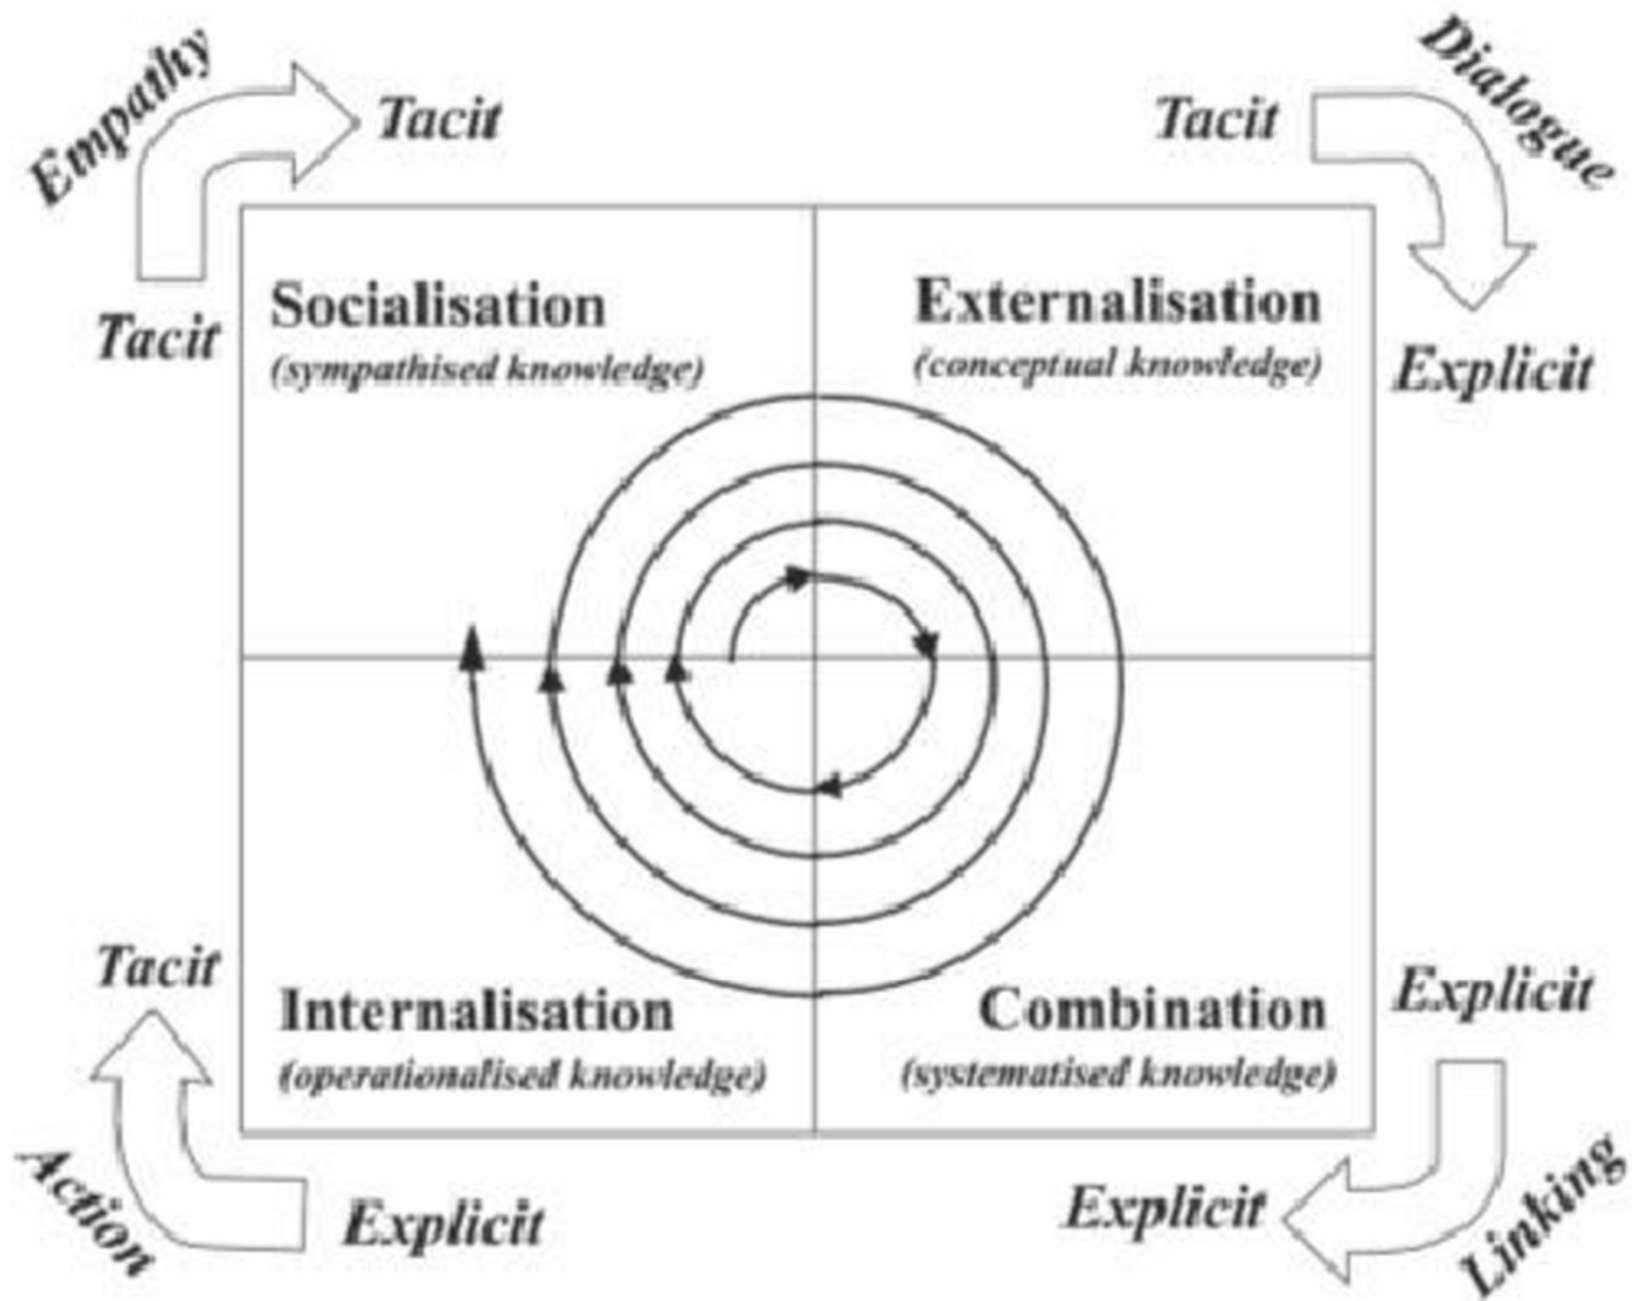 Empathy
Tacit
Tacit
Tacit
Dialogue
Explicit
Socialisation
(sympathised knowledge)
Externalisation
(conceptual knowledge)
Internalisation
(operationalised knowledge)
Combination
(systematised knowledge)
Tacit
Action
Explicit
Explicit
Explicit
Linking